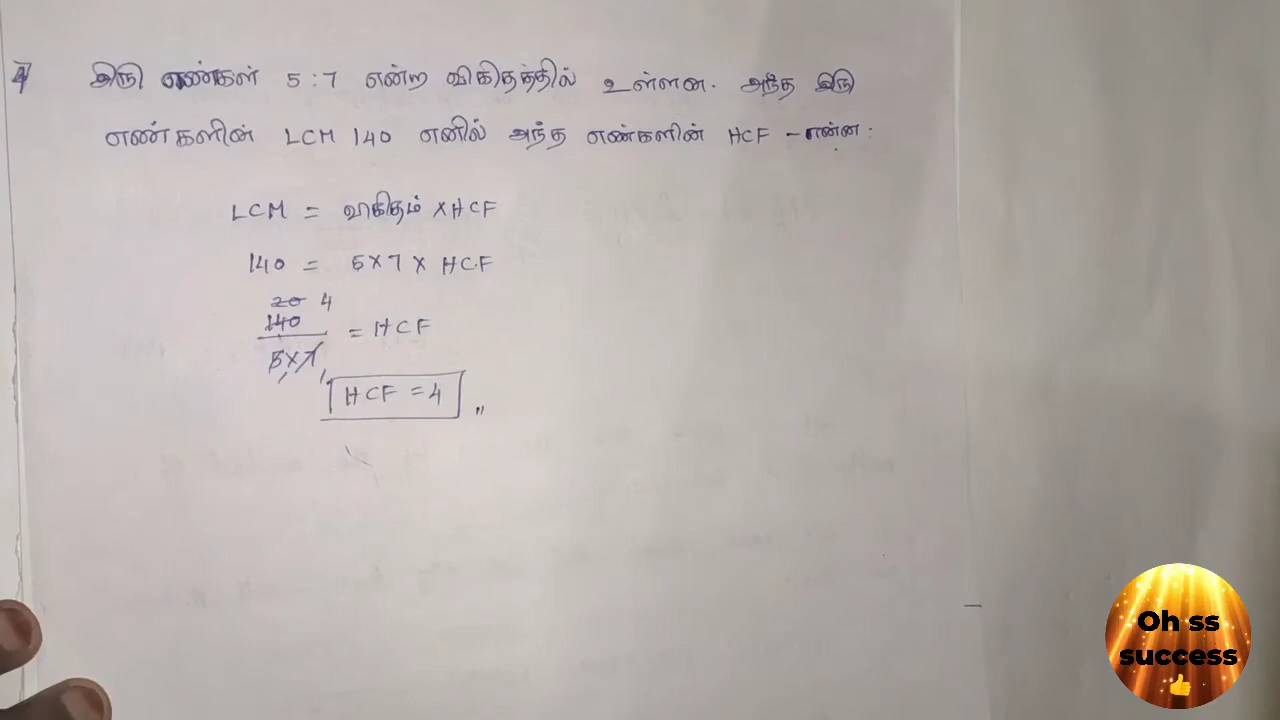 4 இரு எண்கள் 5 : 7 என்ற விகிதத்தில் உள்ளன. அந்த இரு
எண்களின் LCM 140 எனில் அந்த எண்களின் HCF - என்ன :
LCM = விகிதம் × HCF
140 = 5 × 7 × HCF
20 4
140
5×7
= HCF
HCF = 4 "
Oh ss
success